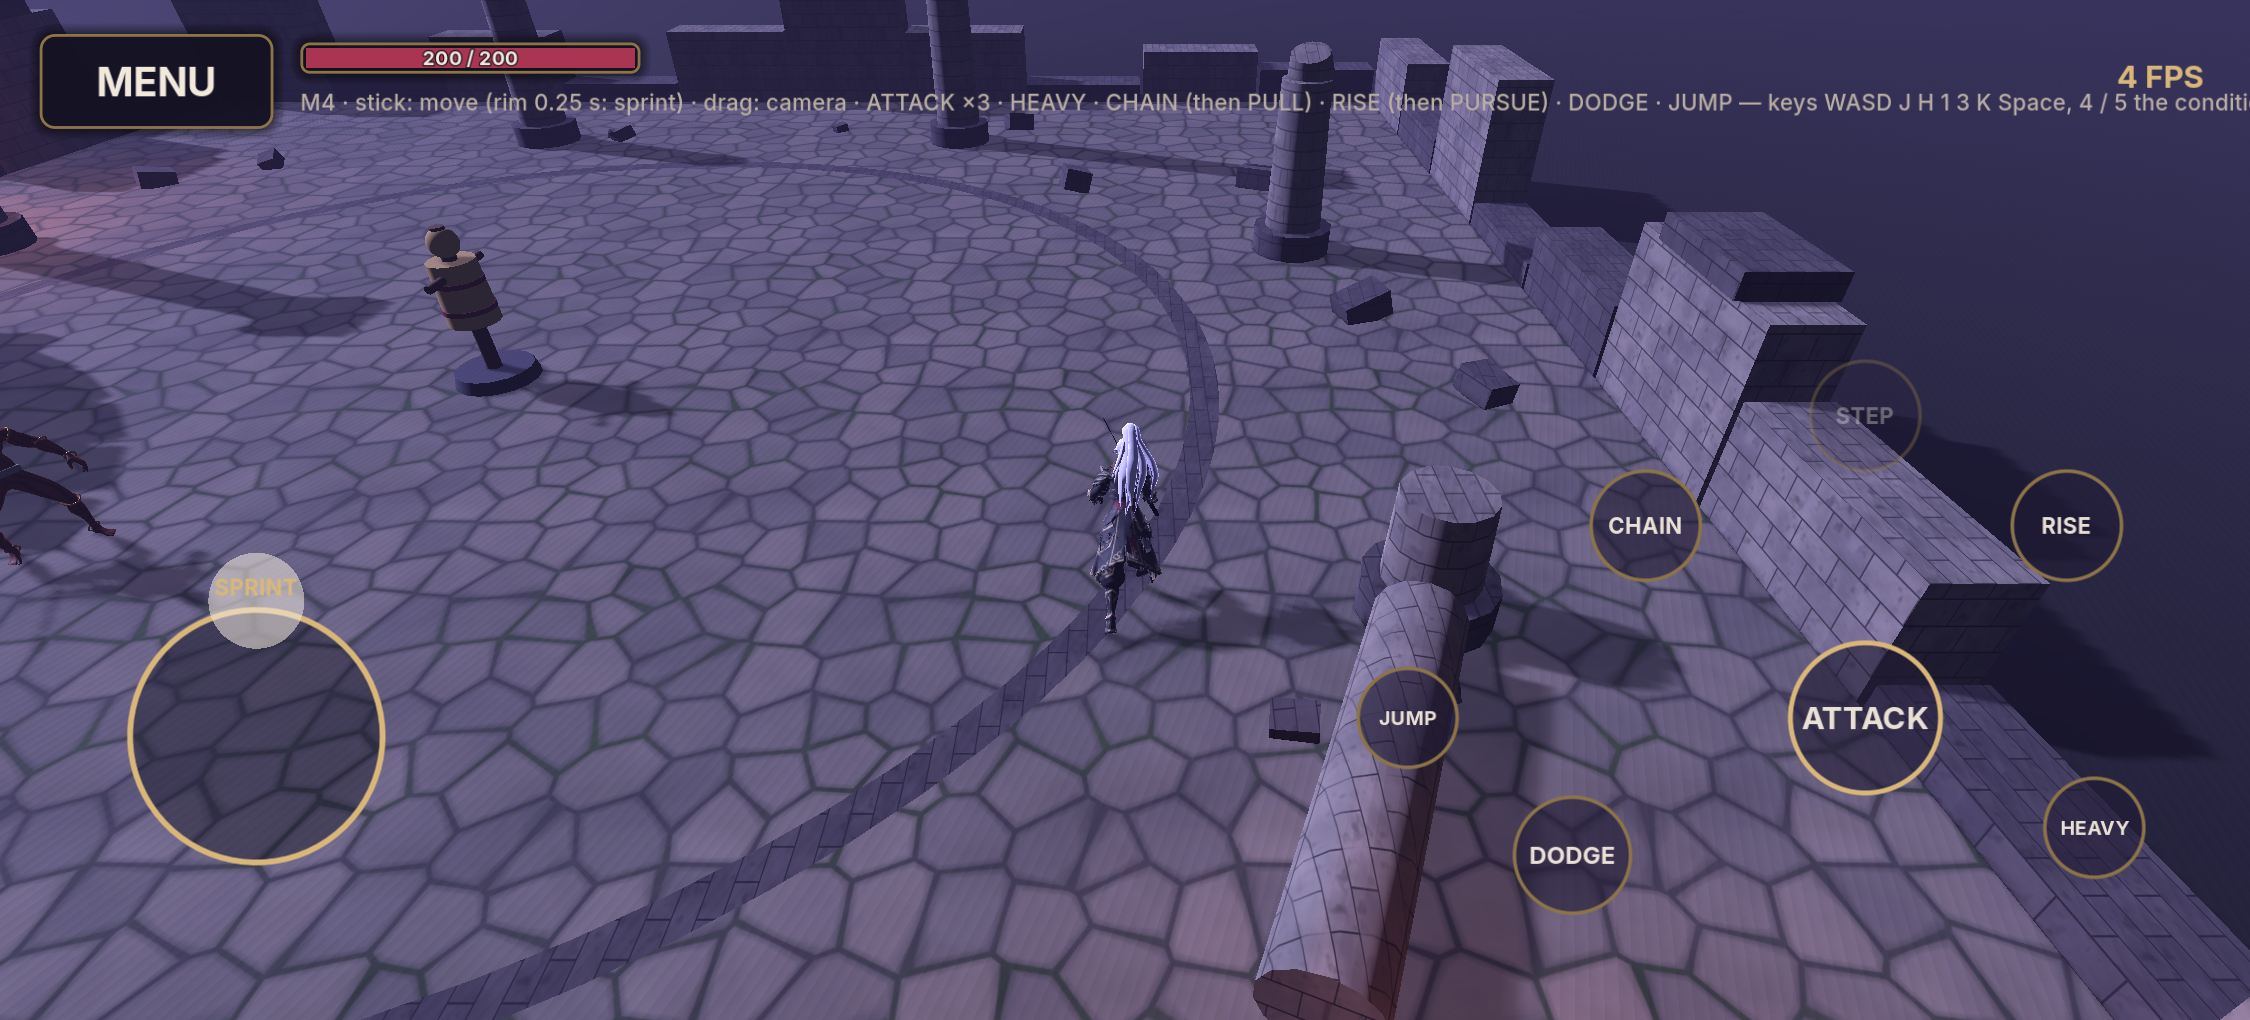 MENU
200 / 200
4 FPS
M4 · stick: move (rim 0.25 s: sprint) · drag: camera · ATTACK ×3 · HEAVY · CHAIN (then PULL) · RISE (then PURSUE) · DODGE · JUMP — keys WASD J H 1 3 K Space, 4 / 5 the conditi
STEP
CHAIN
RISE
SPRINT
JUMP
ATTACK
HEAVY
DODGE